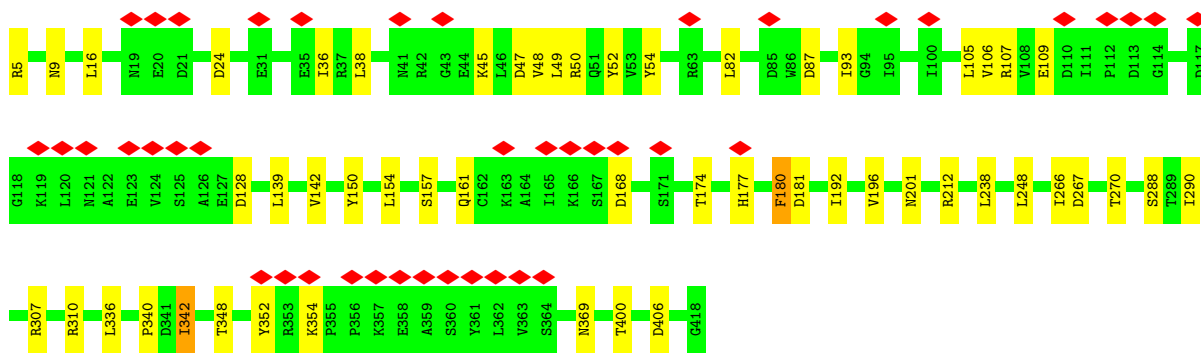 R5 N9 L16 N19 E20 D21 D24 E31 E35 I36 R37 L38 N41 R42 G43 E44 K45 L46 D47 V48 L49 R50 Q51 Y52 V53 Y54 R63 L82 D85 W86 D87 I93 G94 I95 I100 L105 V106 R107 V108 E109 D110 I111 P112 D113 G114 D117
G118 K119 L120 N121 A122 E123 V124 S125 A126 E127 D128 L139 V142 Y150 L154 S157 Q161 C162 K163 A164 I165 K166 S167 D168 S171 T174 H177 F180 D181 I192 V196 N201 R212 L238 L248 I266 D267 T270 S288 T289 I290
R307 R310 L336 P340 D341 I342 T348 Y352 R353 K354 P355 P356 K357 E358 A359 S360 Y361 L362 V363 S364 N369 T400 D406 G418